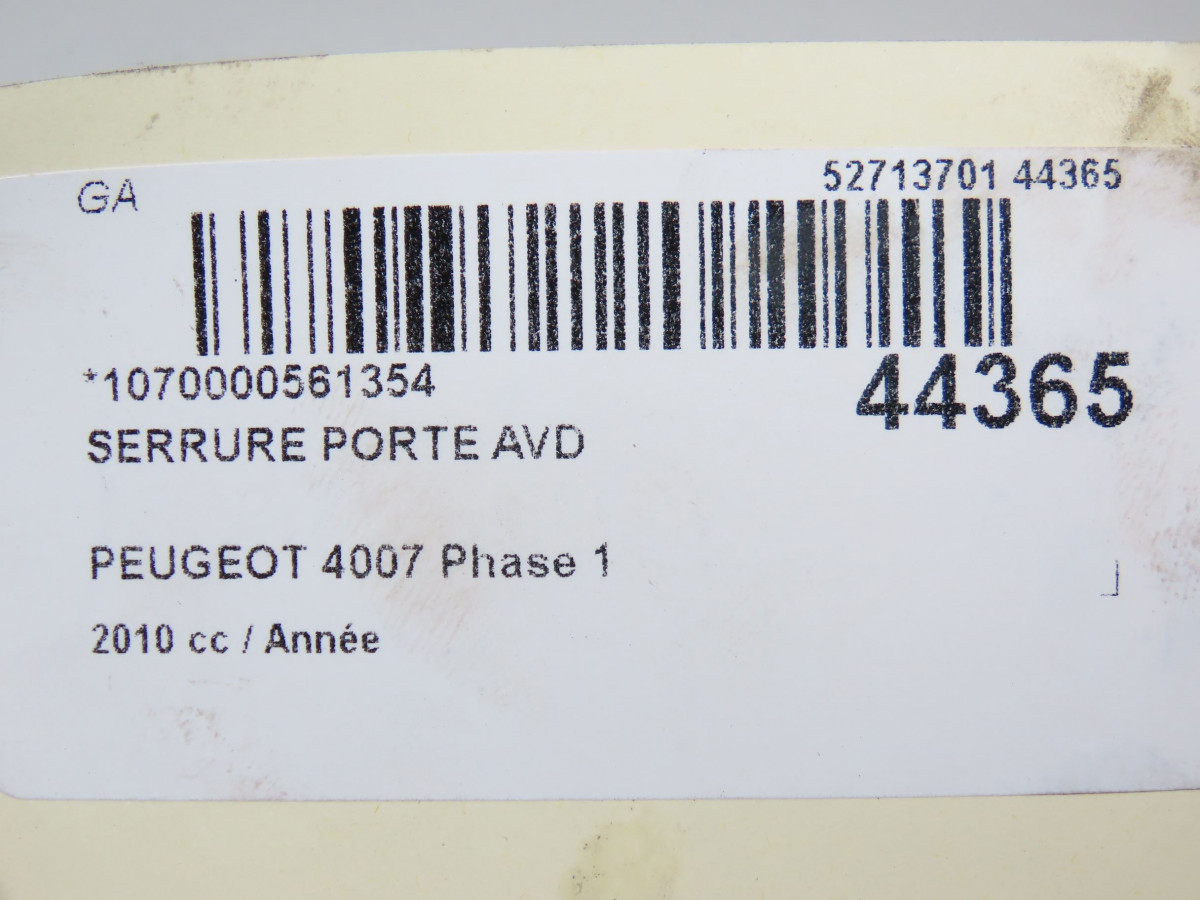 GA
52713701 44365
*1070000561354
44365
SERRURE PORTE AVD
PEUGEOT 4007 Phase 1
2010 cc / Année